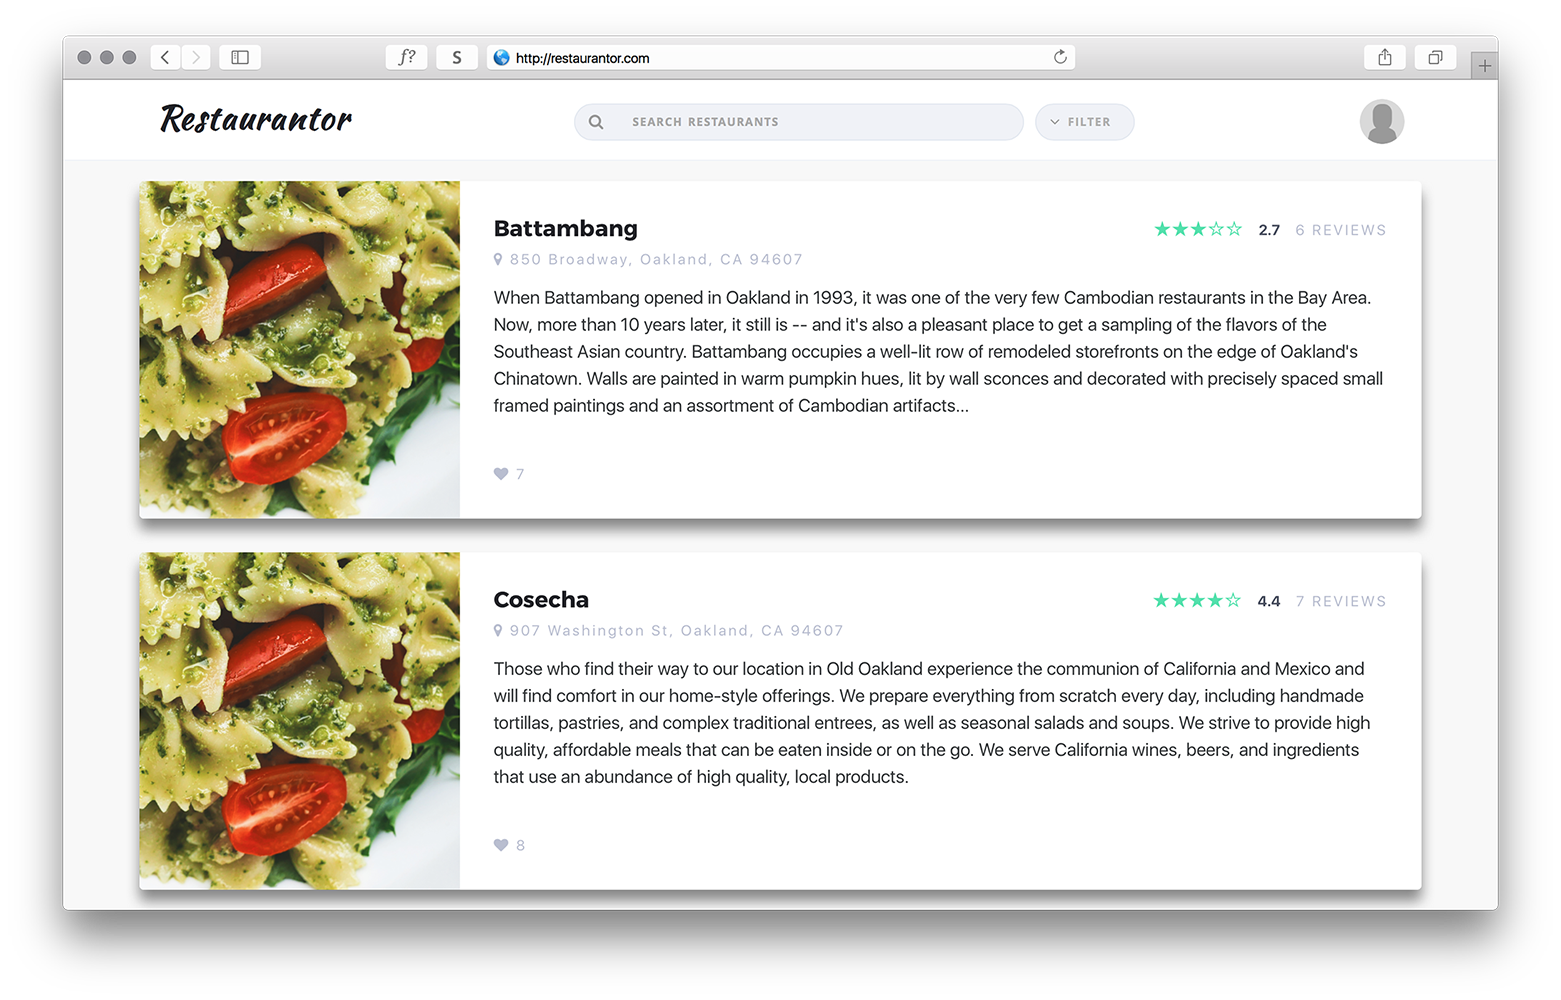 f?
S
http://restaurantor.com
Restaurantor
SEARCH RESTAURANTS
FILTER
Battambang
2.7 6 REVIEWS
850 Broadway, Oakland, CA 94607
When Battambang opened in Oakland in 1993, it was one of the very few Cambodian restaurants in the Bay Area.
Now, more than 10 years later, it still is -- and it's also a pleasant place to get a sampling of the flavors of the
Southeast Asian country. Battambang occupies a well-lit row of remodeled storefronts on the edge of Oakland's
Chinatown. Walls are painted in warm pumpkin hues, lit by wall sconces and decorated with precisely spaced small
framed paintings and an assortment of Cambodian artifacts...
7
Cosecha
4.4 7 REVIEWS
907 Washington St, Oakland, CA 94607
Those who find their way to our location in Old Oakland experience the communion of California and Mexico and
will find comfort in our home-style offerings. We prepare everything from scratch every day, including handmade
tortillas, pastries, and complex traditional entrees, as well as seasonal salads and soups. We strive to provide high
quality, affordable meals that can be eaten inside or on the go. We serve California wines, beers, and ingredients
that use an abundance of high quality, local products.
8